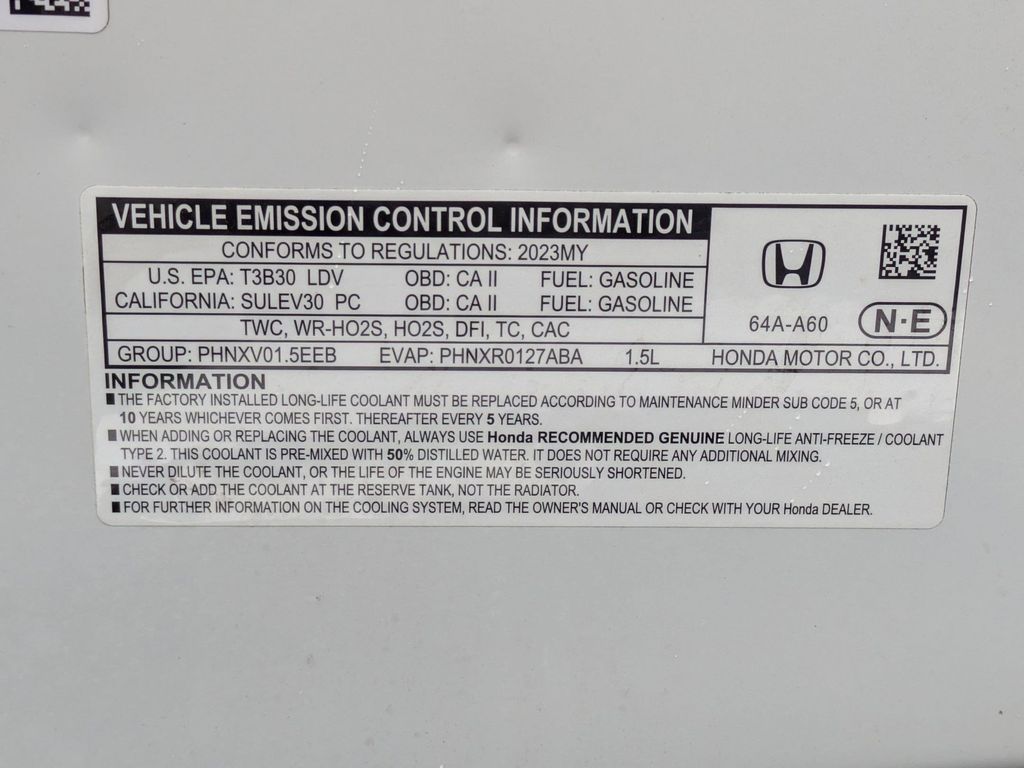 VEHICLE EMISSION CONTROL INFORMATION
CONFORMS TO REGULATIONS: 2023MY
U.S. EPA: T3B30 LDV OBD: CA II FUEL: GASOLINE
CALIFORNIA: SULEV30 PC OBD: CA II FUEL: GASOLINE
TWC, WR-HO2S, HO2S, DFI, TC, CAC
64A-A60 N·E
GROUP: PHNXV01.5EEB EVAP: PHNXR0127ABA 1.5L HONDA MOTOR CO., LTD.
INFORMATION
■ THE FACTORY INSTALLED LONG-LIFE COOLANT MUST BE REPLACED ACCORDING TO MAINTENANCE MINDER SUB CODE 5, OR AT
10 YEARS WHICHEVER COMES FIRST. THEREAFTER EVERY 5 YEARS.
■ WHEN ADDING OR REPLACING THE COOLANT, ALWAYS USE Honda RECOMMENDED GENUINE LONG-LIFE ANTI-FREEZE / COOLANT
TYPE 2. THIS COOLANT IS PRE-MIXED WITH 50% DISTILLED WATER. IT DOES NOT REQUIRE ANY ADDITIONAL MIXING.
■ NEVER DILUTE THE COOLANT, OR THE LIFE OF THE ENGINE MAY BE SERIOUSLY SHORTENED.
■ CHECK OR ADD THE COOLANT AT THE RESERVE TANK, NOT THE RADIATOR.
■ FOR FURTHER INFORMATION ON THE COOLING SYSTEM, READ THE OWNER'S MANUAL OR CHECK WITH YOUR Honda DEALER.